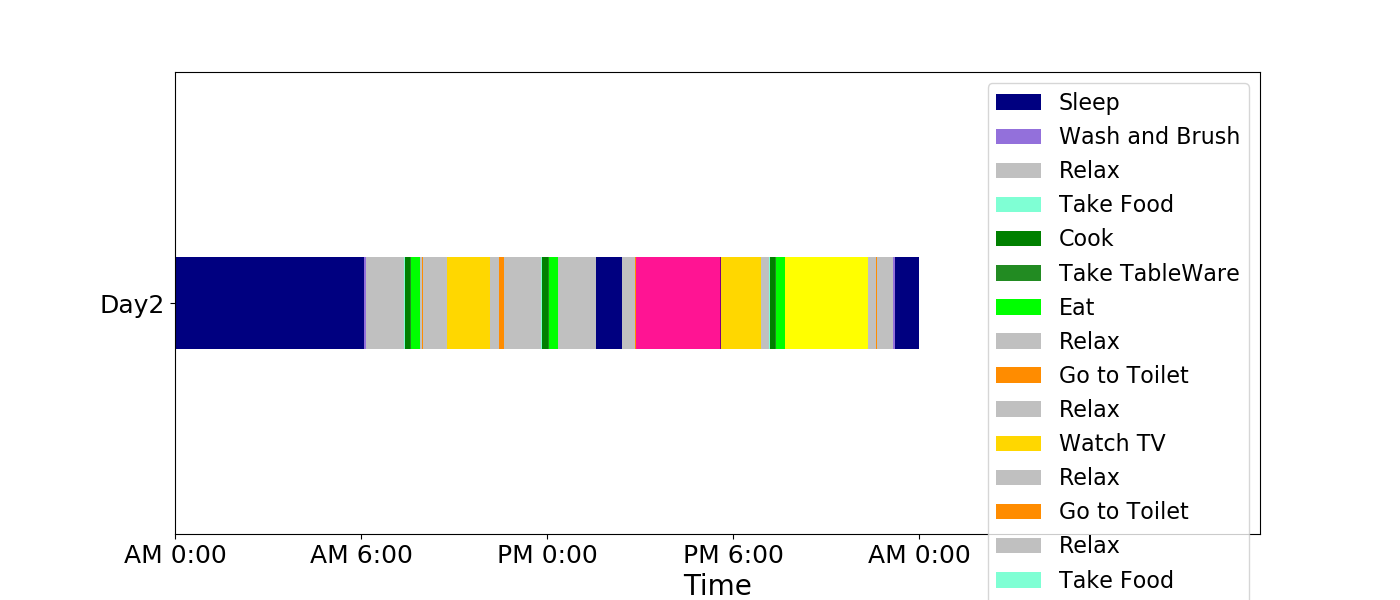 Sleep
Wash and Brush
Relax
Take Food
Cook
Take TableWare
Eat
Relax
Go to Toilet
Relax
Watch TV
Relax
Go to Toilet
Relax
Take Food
Day2
AM 0:00 AM 6:00 PM 0:00 PM 6:00 AM 0:00
Time